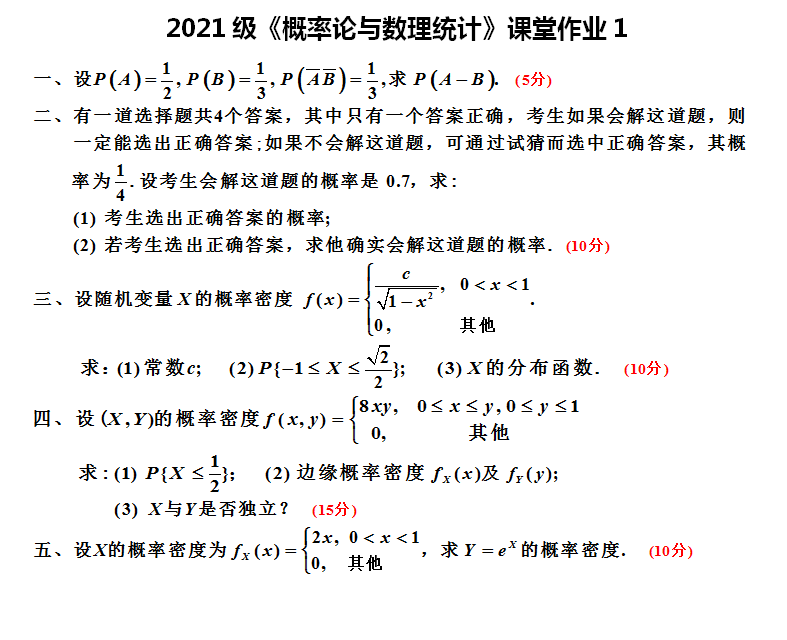 2021级《概率论与数理统计》课堂作业1
一、设P(A)=1/2, P(B)=1/3, P(A̅ B̅)=1/3,求 P(A−B). (5分)
二、有一道选择题共4个答案，其中只有一个答案正确，考生如果会解这道题，则
一定能选出正确答案;如果不会解这道题，可通过试猜而选中正确答案，其概
率为1/4.设考生会解这道题的概率是 0.7，求:
(1) 考生选出正确答案的概率;
(2) 若考生选出正确答案，求他确实会解这道题的概率. (10分)
三、设随机变量X的概率密度 f(x)={c/√(1−x²), 0<x<1
0, 其他.
求: (1)常数c; (2)P{−1≤X≤√2/2}; (3)X的分布函数. (10分)
四、设(X,Y)的概率密度f(x,y)={8xy, 0≤x≤y,0≤y≤1
0, 其他
求: (1) P{X≤1/2}; (2)边缘概率密度 f_X(x)及 f_Y(y);
(3) X与Y是否独立？ (15分)
五、设X的概率密度为f_X(x)={2x, 0<x<1
0, 其他，求Y=e^X的概率密度. (10分)